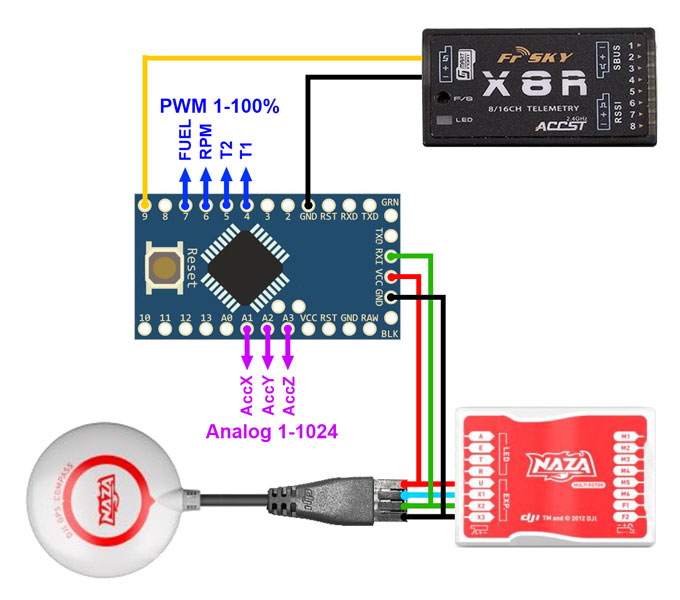 Fr SKY
X8R
8/16CH TELEMETRY
2.4GHz
ACCST
F/S
LED
SBUS
RSSI
1
2
3
4
5
6
7
8
PWM 1-100%
FUEL
RPM
T2
T1
9 8 7 6 5 4 3 2 GND RST RXD TXD
GRN
TXO
RXI
VCC
GND
BLK
Reset
10 11 12 13 A0 A1 A2 A3 VCC RST GND RAW
AccX
AccY
AccZ
Analog 1-1024
DJI GPS COMPASS
NAZA
dji
A
E
T
R
U
X1
X2
X3
LED
EXP.
NAZA
MULTI-ROTOR
M1
M2
M3
M4
M5
M6
F1
F2
dji TM and © 2012 DJI.